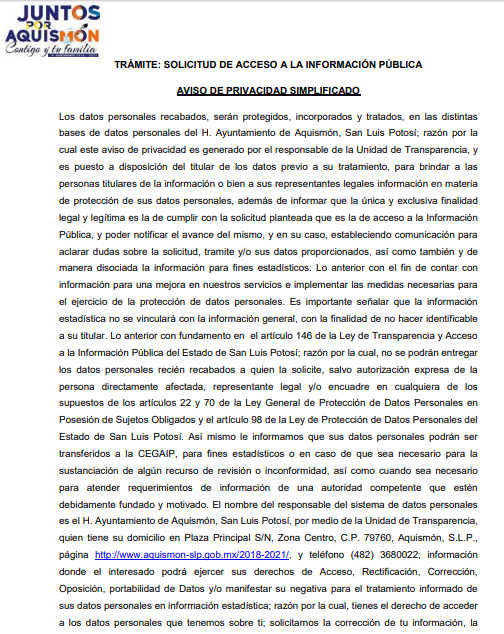 JUNTOS
POR
AQUISMÓN
Contigo y tu familia
TRÁMITE: SOLICITUD DE ACCESO A LA INFORMACIÓN PÚBLICA
AVISO DE PRIVACIDAD SIMPLIFICADO
Los datos personales recabados, serán protegidos, incorporados y tratados, en las distintas
bases de datos personales del H. Ayuntamiento de Aquismón, San Luis Potosí; razón por la
cual este aviso de privacidad es generado por el responsable de la Unidad de Transparencia, y
es puesto a disposición del titular de los datos previo a su tratamiento, para brindar a las
personas titulares de la información o bien a sus representantes legales información en materia
de protección de sus datos personales, además de informar que la única y exclusiva finalidad
legal y legítima es la de cumplir con la solicitud planteada que es la de acceso a la Información
Pública, y poder notificar el avance del mismo, y en su caso, estableciendo comunicación para
aclarar dudas sobre la solicitud, tramite y/o sus datos proporcionados, así como también y de
manera disociada la información para fines estadísticos. Lo anterior con el fin de contar con
información para una mejora en nuestros servicios e implementar las medidas necesarias para
el ejercicio de la protección de datos personales. Es importante señalar que la información
estadística no se vinculará con la información general, con la finalidad de no hacer identificable
a su titular. Lo anterior con fundamento en el artículo 146 de la Ley de Transparencia y Acceso
a la Información Pública del Estado de San Luis Potosí; razón por la cual, no se podrán entregar
los datos personales recién recabados a quien la solicite, salvo autorización expresa de la
persona directamente afectada, representante legal y/o encuadre en cualquiera de los
supuestos de los artículos 22 y 70 de la Ley General de Protección de Datos Personales en
Posesión de Sujetos Obligados y el artículo 98 de la Ley de Protección de Datos Personales del
Estado de San Luis Potosí. Así mismo le informamos que sus datos personales podrán ser
transferidos a la CEGAIP, para fines estadísticos o en caso de que sea necesario para la
sustanciación de algún recurso de revisión o inconformidad, así como cuando sea necesario
para atender requerimientos de información de una autoridad competente que estén
debidamente fundado y motivado. El nombre del responsable del sistema de datos personales
es el H. Ayuntamiento de Aquismón, San Luis Potosí, por medio de la Unidad de Transparencia,
quien tiene su domicilio en Plaza Principal S/N, Zona Centro, C.P. 79760, Aquismón, S.L.P.,
página http://www.aquismon-slp.gob.mx/2018-2021/, y teléfono (482) 3680022; información
donde el interesado podrá ejercer sus derechos de Acceso, Rectificación, Corrección,
Oposición, portabilidad de Datos y/o manifestar su negativa para el tratamiento informado de
sus datos personales en información estadística; razón por la cual, tienes el derecho de acceder
a los datos personales que tenemos sobre ti; solicitarnos la corrección de tu información, la